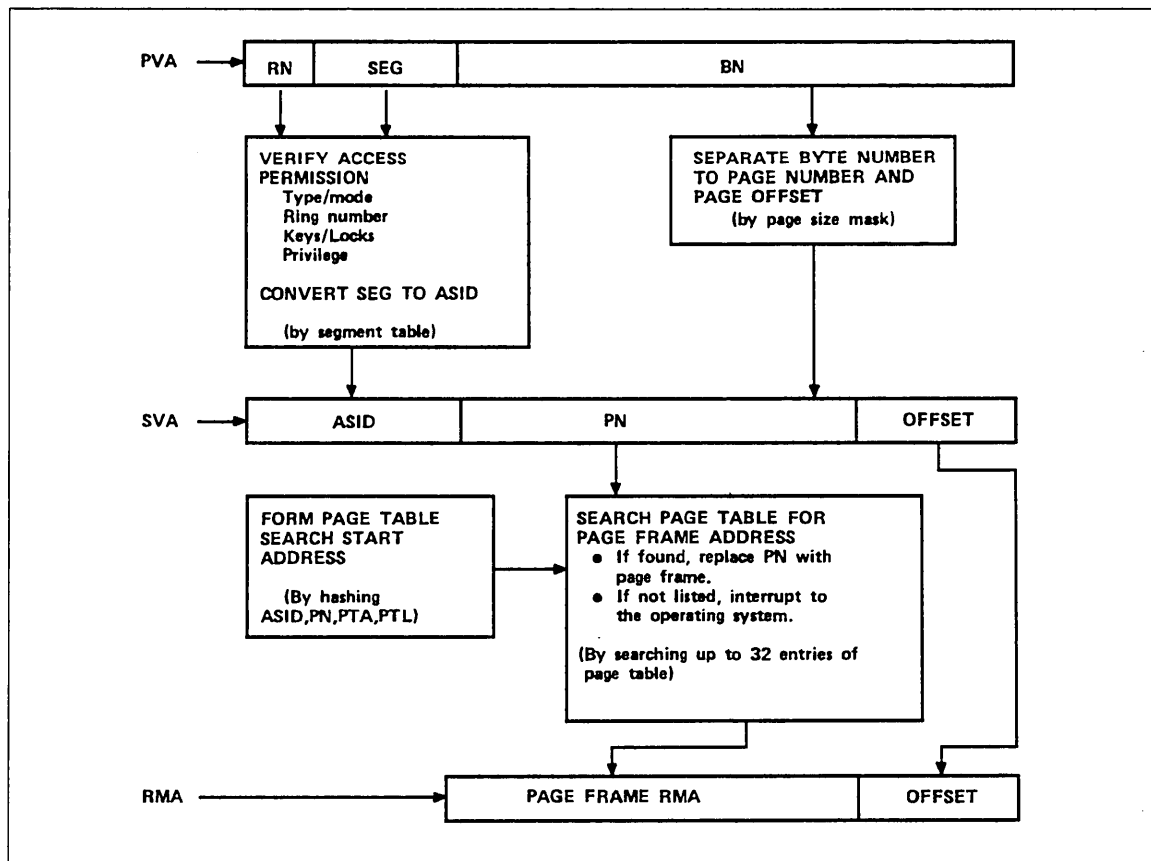 PVA
RN SEG BN
VERIFY ACCESS
PERMISSION
Type/mode
Ring number
Keys/Locks
Privilege
CONVERT SEG TO ASID
(by segment table)
SEPARATE BYTE NUMBER
TO PAGE NUMBER AND
PAGE OFFSET
(by page size mask)
SVA
ASID PN OFFSET
FORM PAGE TABLE
SEARCH START
ADDRESS
(By hashing
ASID,PN,PTA,PTL)
SEARCH PAGE TABLE FOR
PAGE FRAME ADDRESS
● If found, replace PN with
page frame.
● If not listed, interrupt to
the operating system.
(By searching up to 32 entries of
page table)
RMA
PAGE FRAME RMA OFFSET